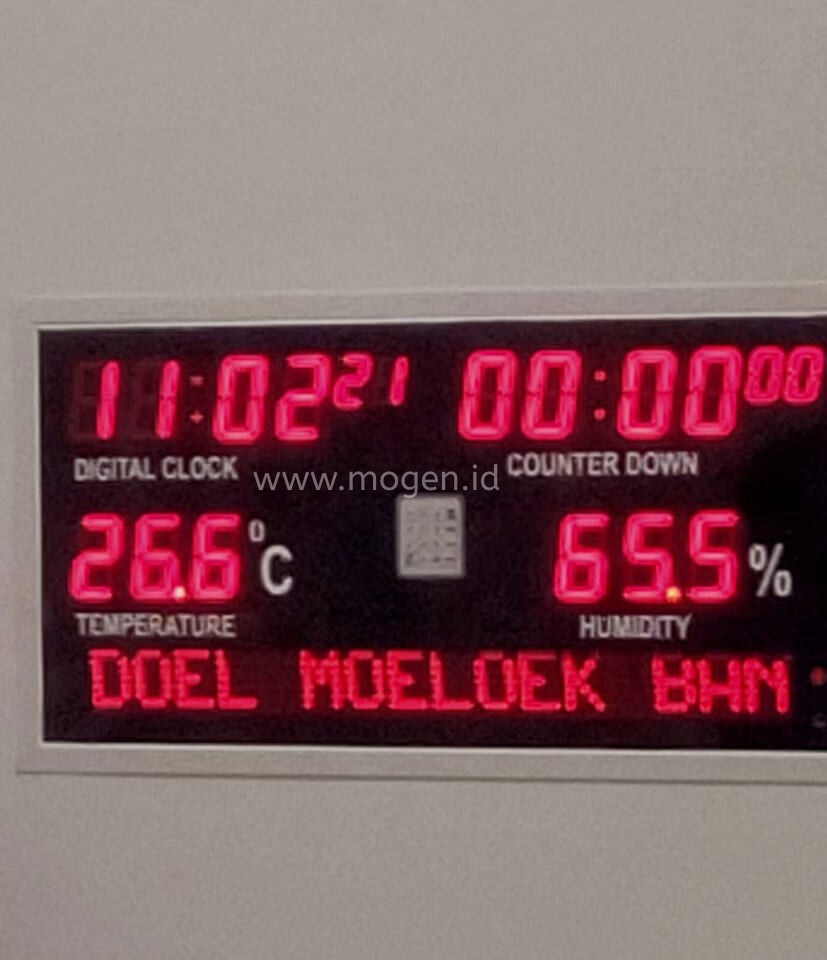 11:02 21 00:00 00
DIGITAL CLOCK COUNTER DOWN
www.mogen.id
26.6 °C 65.5 %
TEMPERATURE HUMIDITY
DOEL MOELOEK